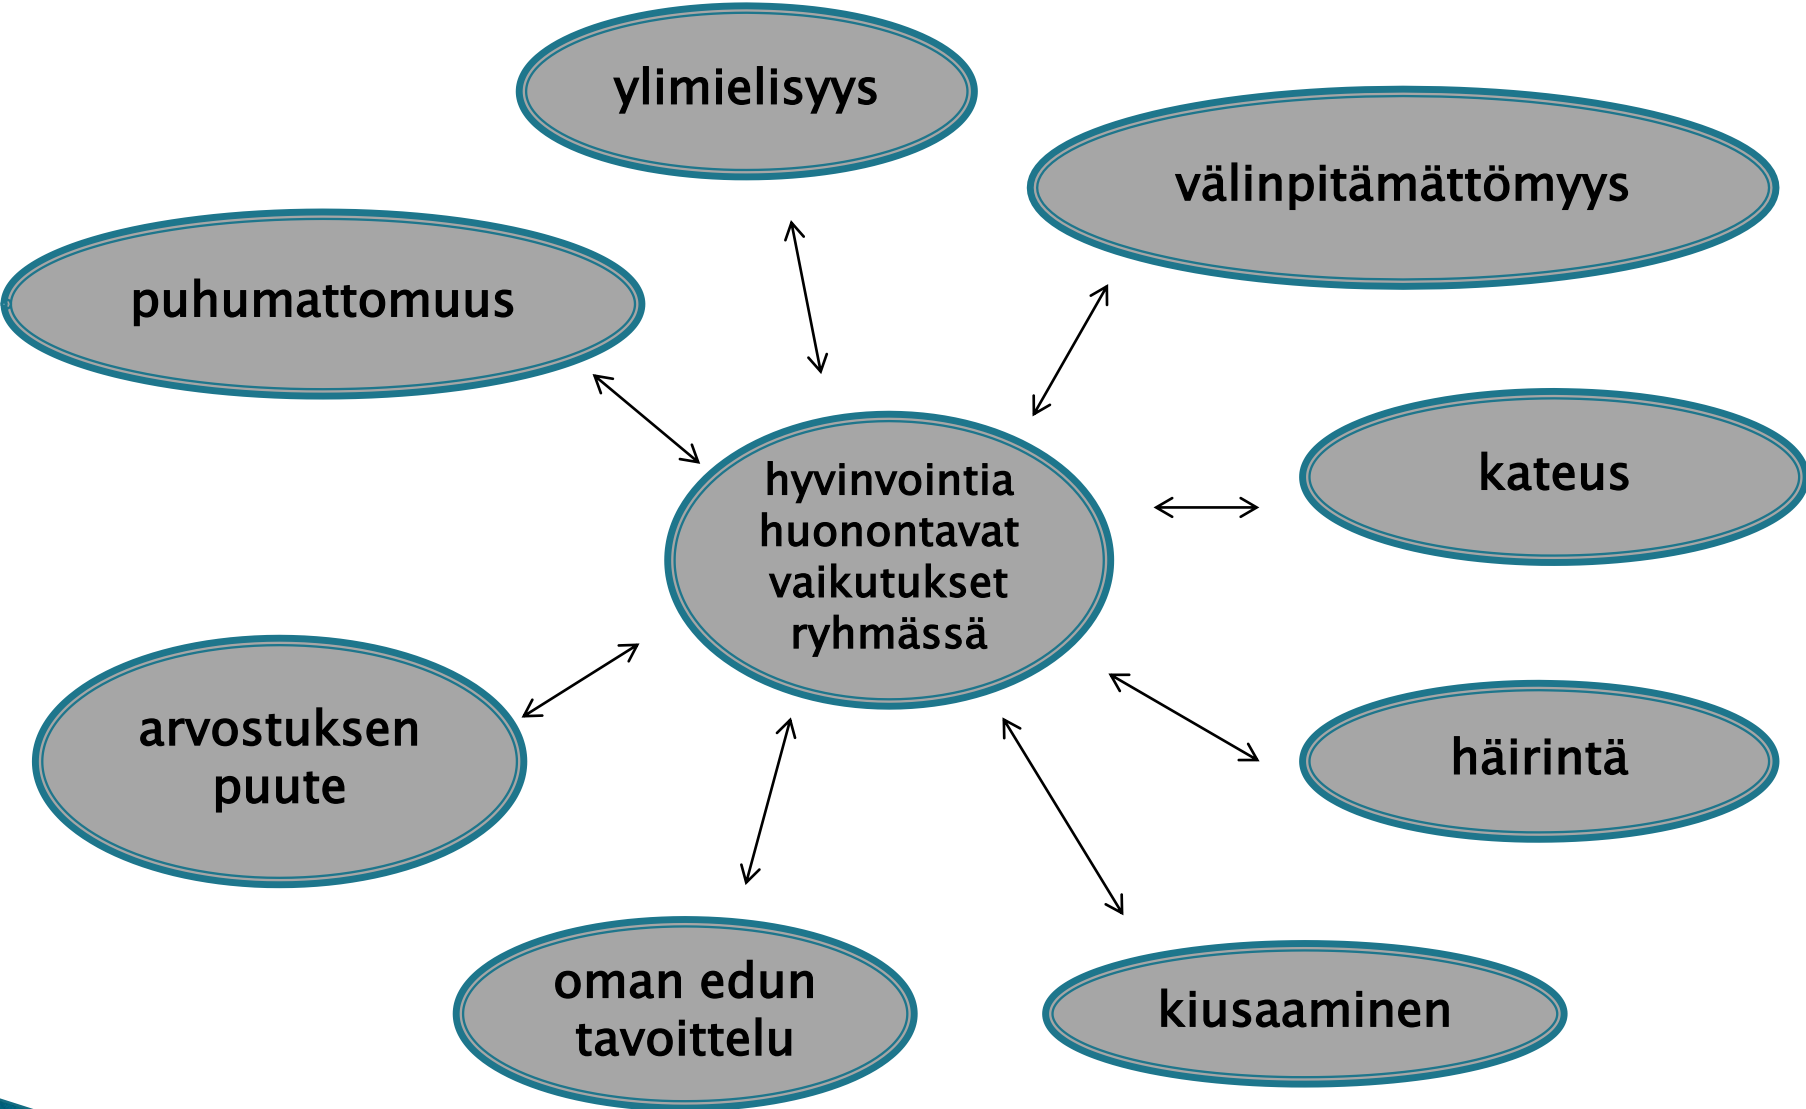 ylimielisyys
välinpitämättömyys
puhumattomuus
kateus
hyvinvointia
huonontavat
vaikutukset
ryhmässä
arvostuksen
puute
häirintä
oman edun
tavoittelu
kiusaaminen